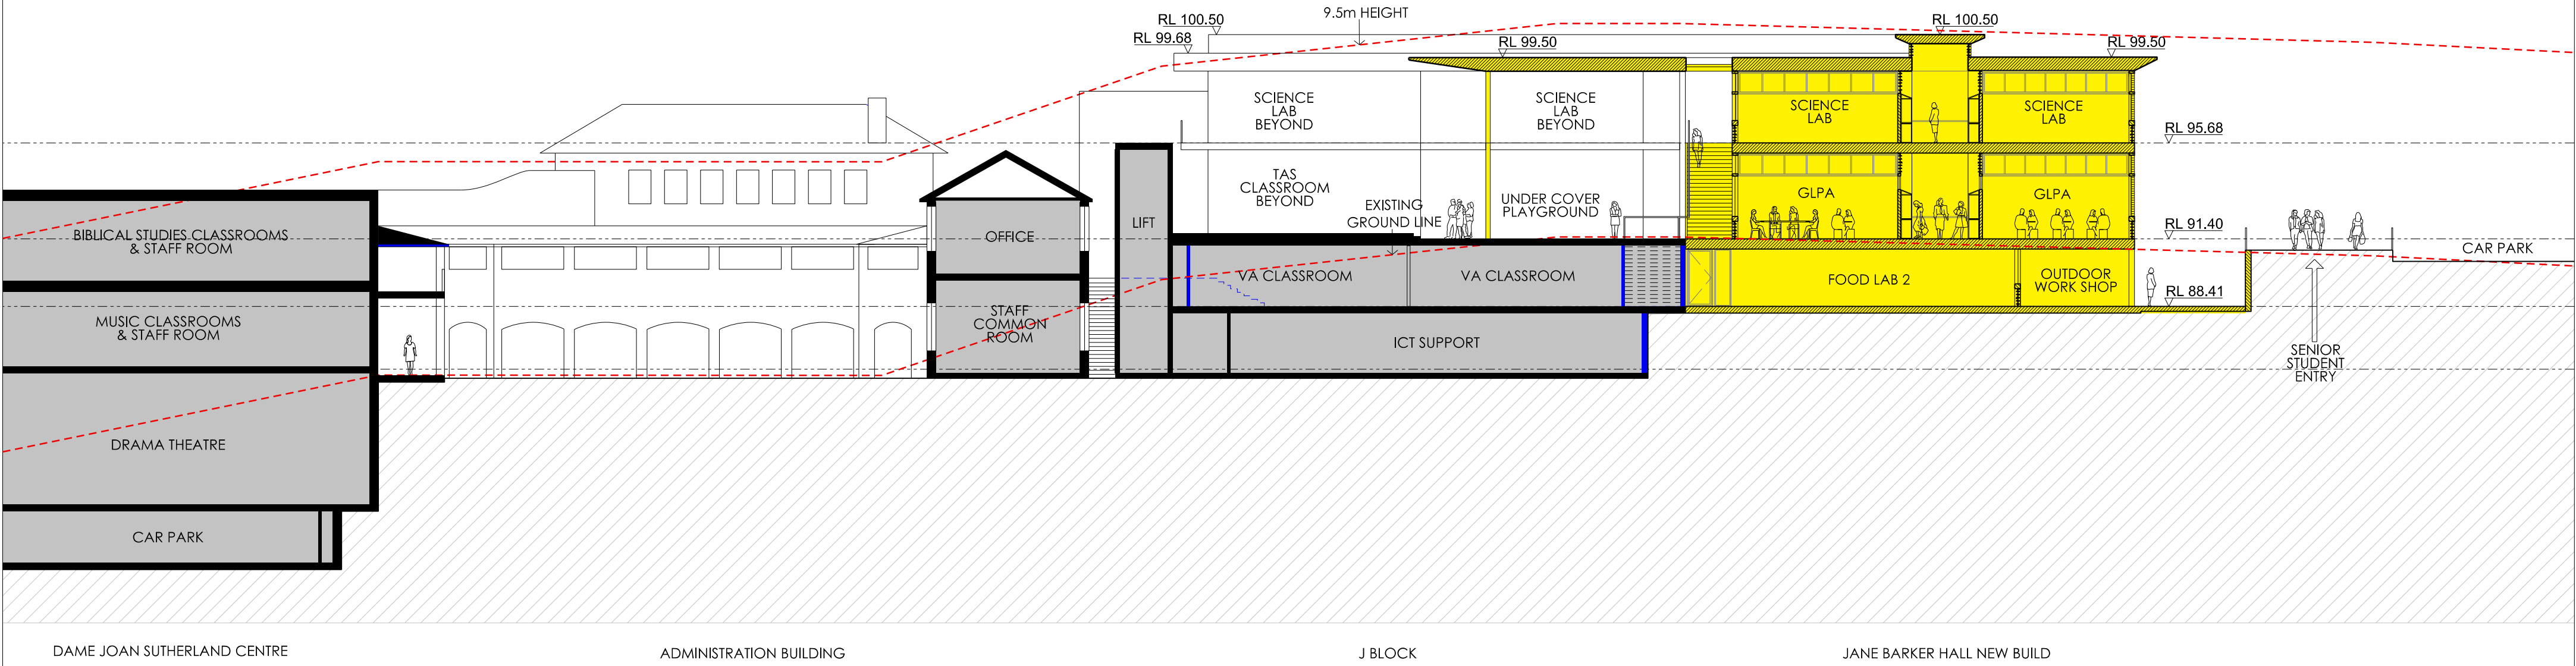 9.5m HEIGHT
RL 100.50
RL 99.68
RL 99.50
RL 100.50
RL 99.50
SCIENCE
LAB
BEYOND
SCIENCE
LAB
BEYOND
SCIENCE
LAB
SCIENCE
LAB
RL 95.68
TAS
CLASSROOM
BEYOND
EXISTING
GROUND LINE
UNDER COVER
PLAYGROUND
GLPA
GLPA
RL 91.40
BIBLICAL STUDIES CLASSROOMS
& STAFF ROOM
OFFICE
LIFT
CAR PARK
VA CLASSROOM
VA CLASSROOM
FOOD LAB 2
OUTDOOR
WORK SHOP
RL 88.41
MUSIC CLASSROOMS
& STAFF ROOM
STAFF
COMMON
ROOM
ICT SUPPORT
SENIOR
STUDENT
ENTRY
DRAMA THEATRE
CAR PARK
DAME JOAN SUTHERLAND CENTRE
ADMINISTRATION BUILDING
J BLOCK
JANE BARKER HALL NEW BUILD